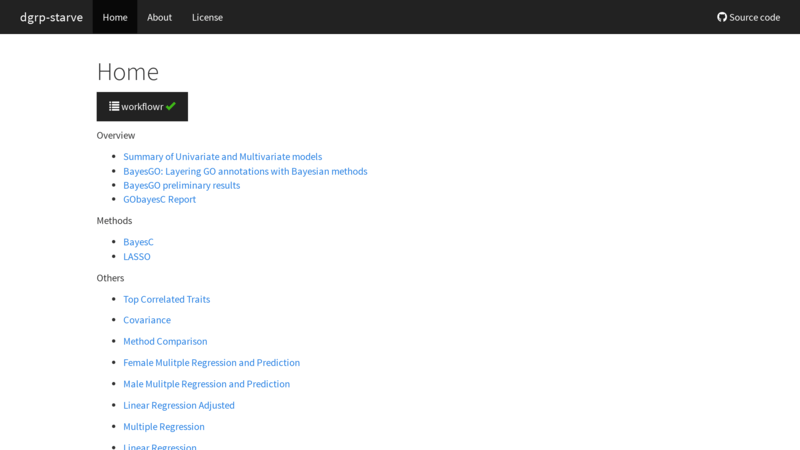 dgrp-starve Home About License Source code
Home
workflowr
Overview
Summary of Univariate and Multivariate models
BayesGO: Layering GO annotations with Bayesian methods
BayesGO preliminary results
GObayesC Report
Methods
BayesC
LASSO
Others
Top Correlated Traits
Covariance
Method Comparison
Female Mulitple Regression and Prediction
Male Mulitple Regression and Prediction
Linear Regression Adjusted
Multiple Regression
Linear Regression